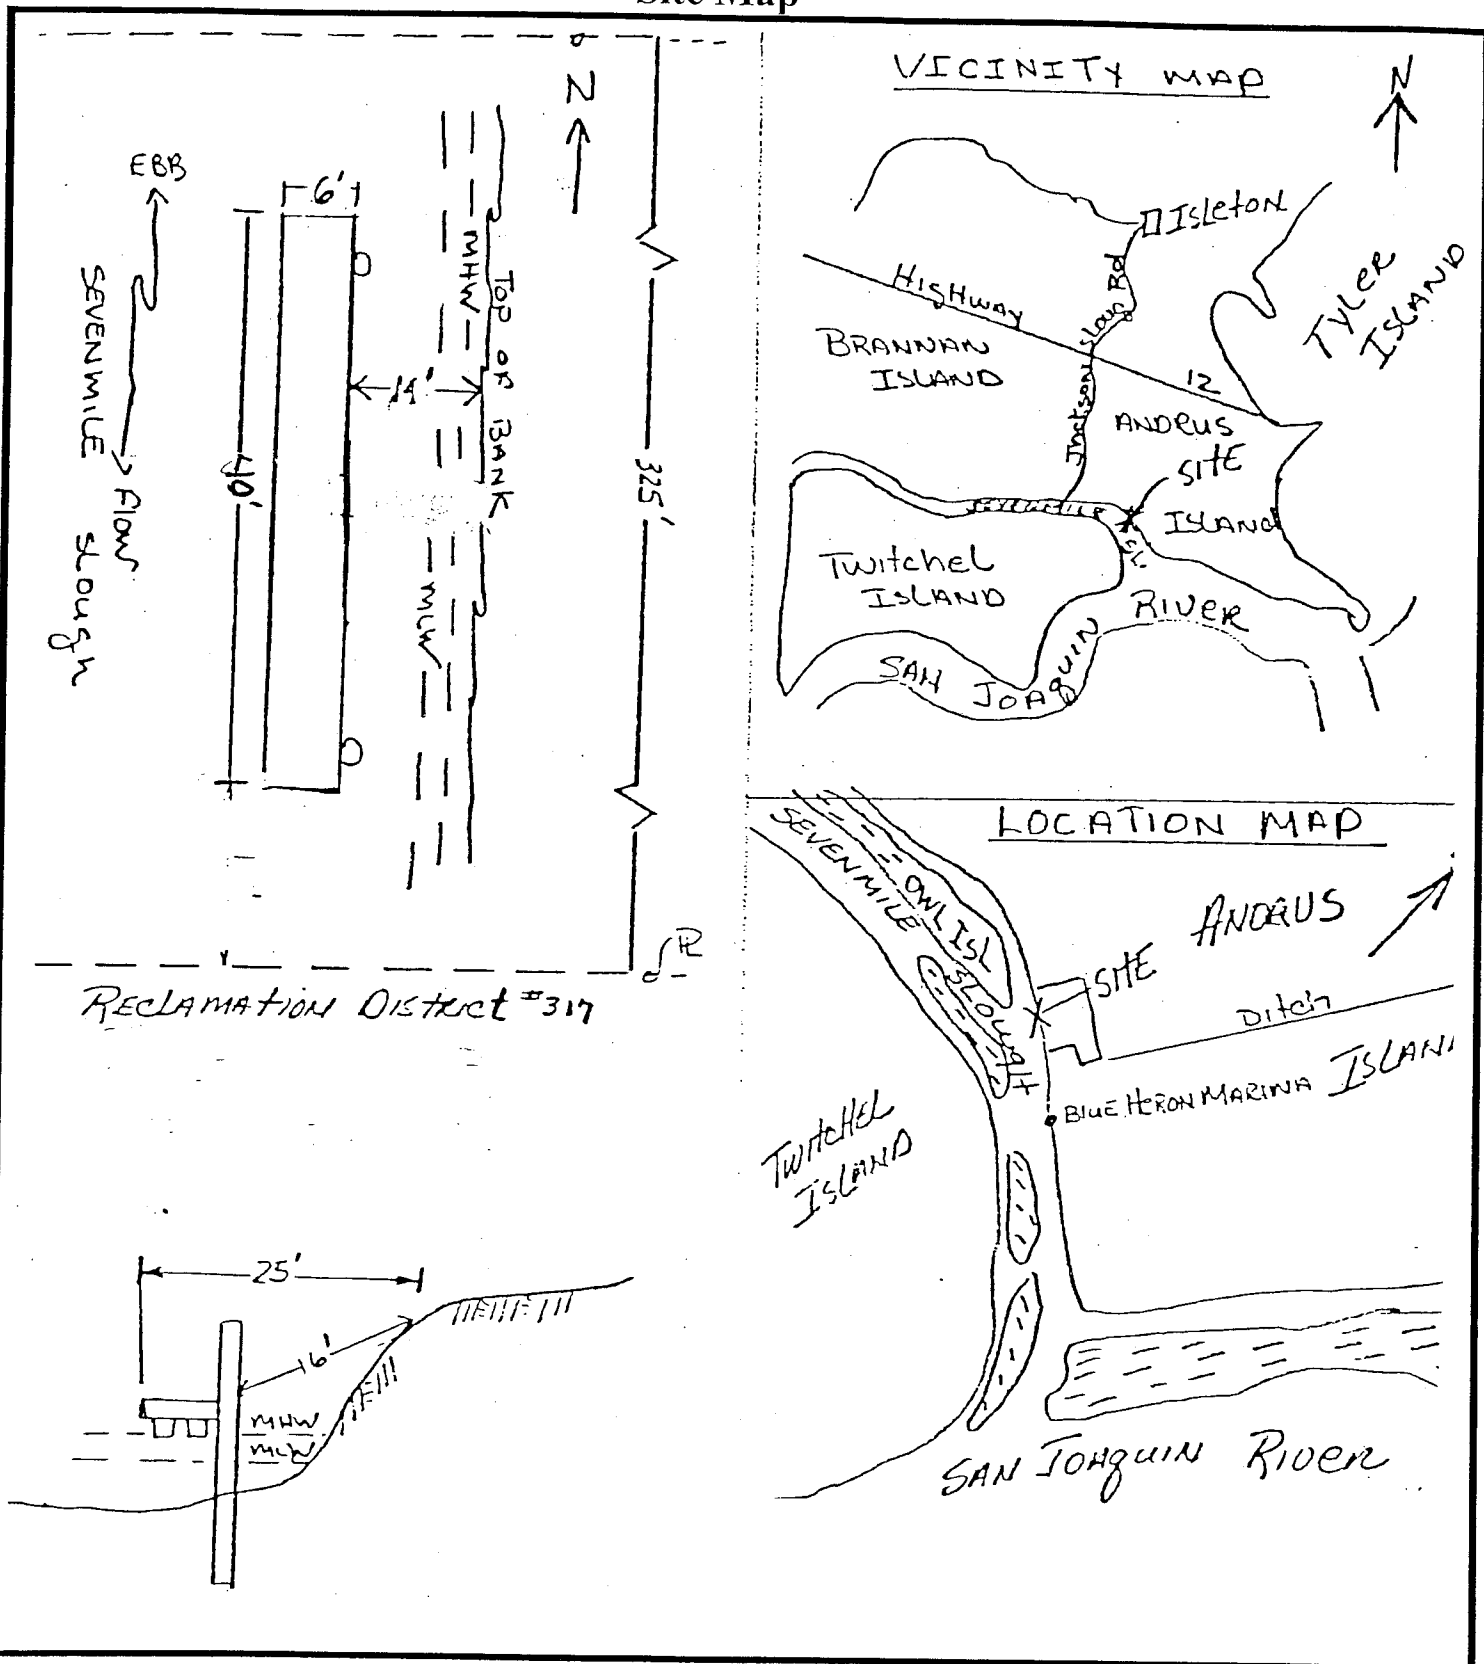 Site Map
N
EBB
6'
MHW
Top OF BANK
14'
SEVENMILE SLough
Flow
40'
325'
MLW
PL
RECLAMATION DISTRICT #317
25'
16'
MHW
MLW
VICINITY MAP
N
ISLETON
HIGHWAY 12
Jackson Slough Rd
TYLER
ISLAND
BRANNAN
ISLAND
ANDRUS
SITE
ISLAND
SEVENMILE SL
Twitchel
ISLAND
SAN JOAQUIN RIVER
LOCATION MAP
SEVENMILE SLOUGH
OWL ISL
ANDRUS
SITE
Ditch
ISLAN
BLUE HERON MARINA
TWITCHEL
ISLAND
SAN JOAQUIN RIVER